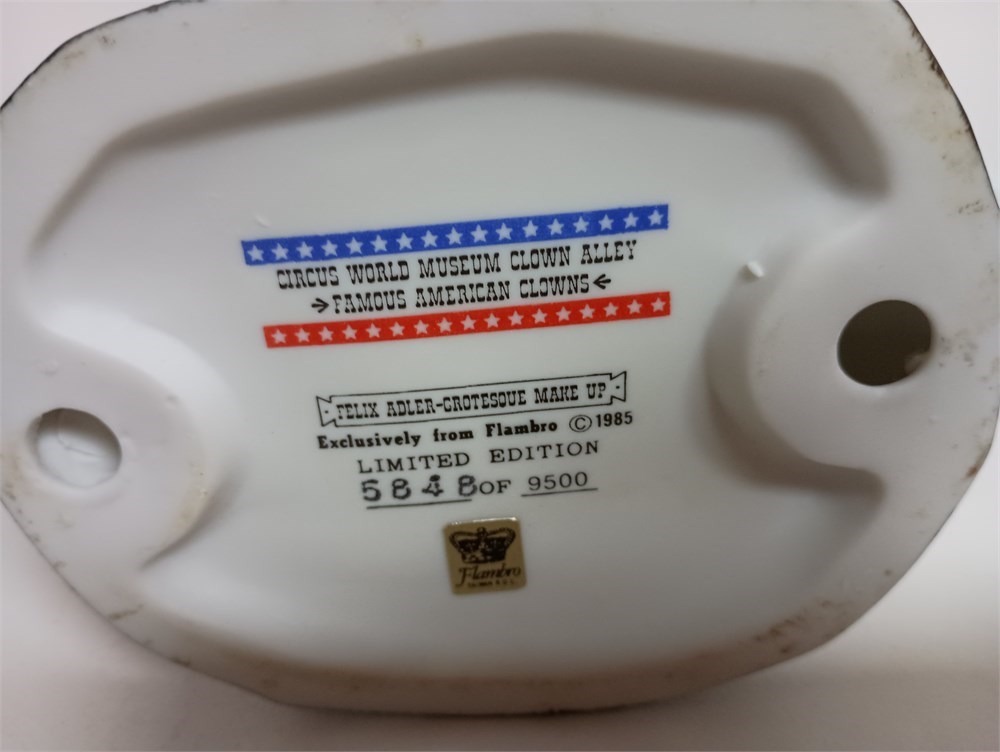 CIRCUS WORLD MUSEUM CLOWN ALLEY
→FAMOUS AMERICAN CLOWNS←
FELIX ADLER-GROTESQUE MAKE UP
Exclusively from Flambro © 1985
LIMITED EDITION
5848 OF 9500
Flambro